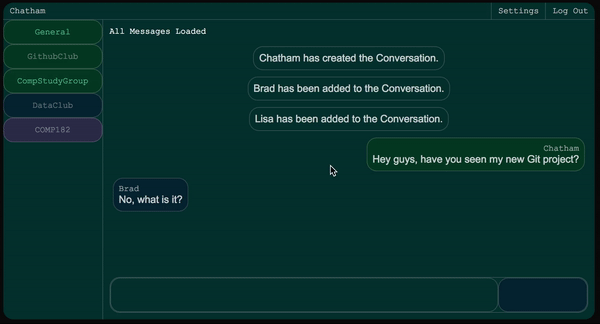 Chatham
Settings
Log Out
General
GithubClub
CompStudyGroup
DataClub
COMP182
All Messages Loaded
Chatham has created the Conversation.
Brad has been added to the Conversation.
Lisa has been added to the Conversation.
Chatham
Hey guys, have you seen my new Git project?
Brad
No, what is it?